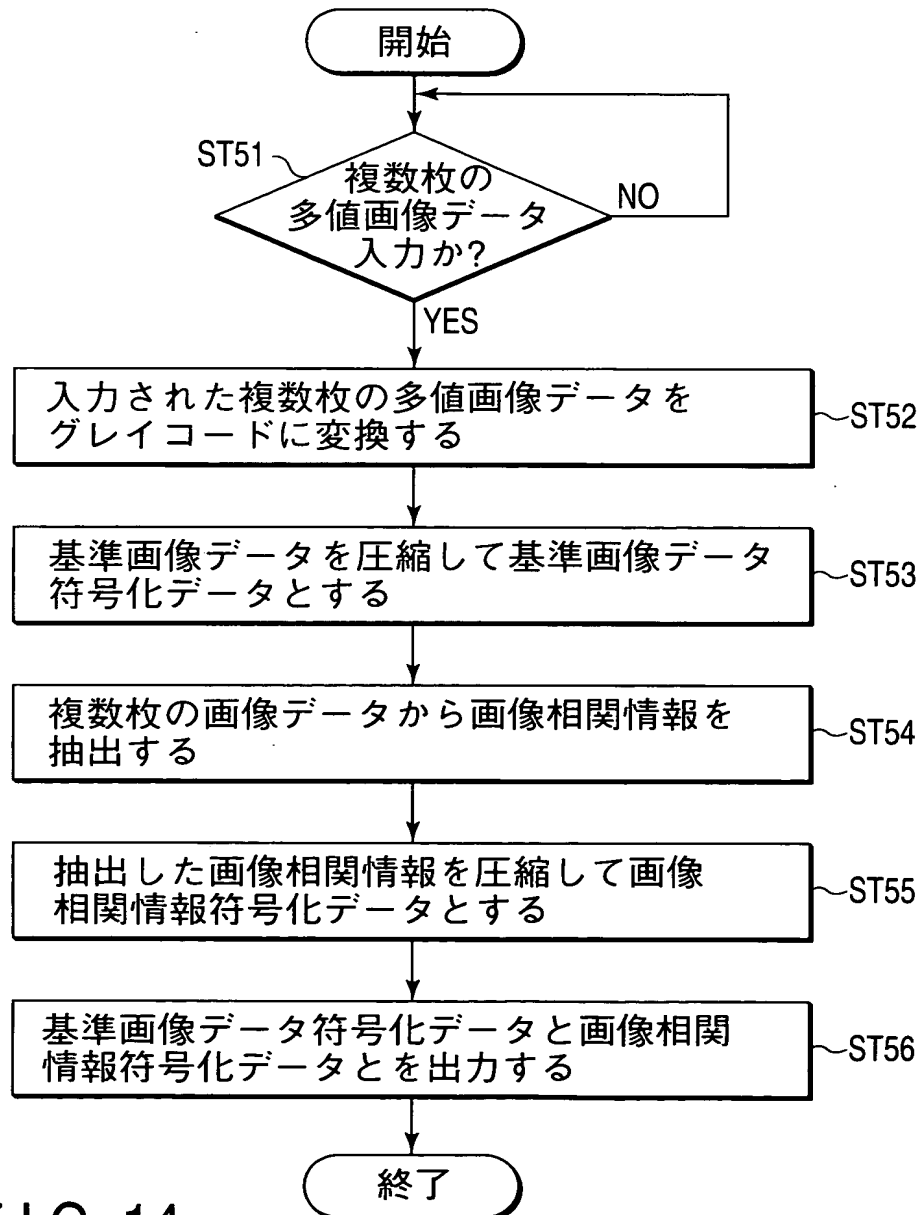 開始
ST51
複数枚の
多値画像データ
入力か?
NO
YES
入力された複数枚の多値画像データを
グレイコードに変換する
ST52
基準画像データを圧縮して基準画像データ
符号化データとする
ST53
複数枚の画像データから画像相関情報を
抽出する
ST54
抽出した画像相関情報を圧縮して画像
相関情報符号化データとする
ST55
基準画像データ符号化データと画像相関
情報符号化データとを出力する
ST56
終了